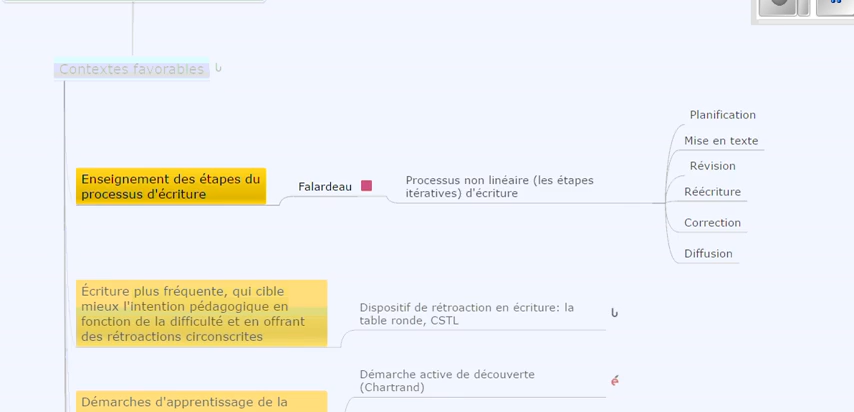 Contextes favorables
Enseignement des étapes du
processus d'écriture
Falardeau
Processus non linéaire (les étapes
itératives) d'écriture
Planification
Mise en texte
Révision
Réécriture
Correction
Diffusion
Écriture plus fréquente, qui cible
mieux l'intention pédagogique en
fonction de la difficulté et en offrant
des rétroactions circonscrites
Dispositif de rétroaction en écriture: la
table ronde, CSTL
Démarche active de découverte
(Chartrand)
Démarches d'apprentissage de la